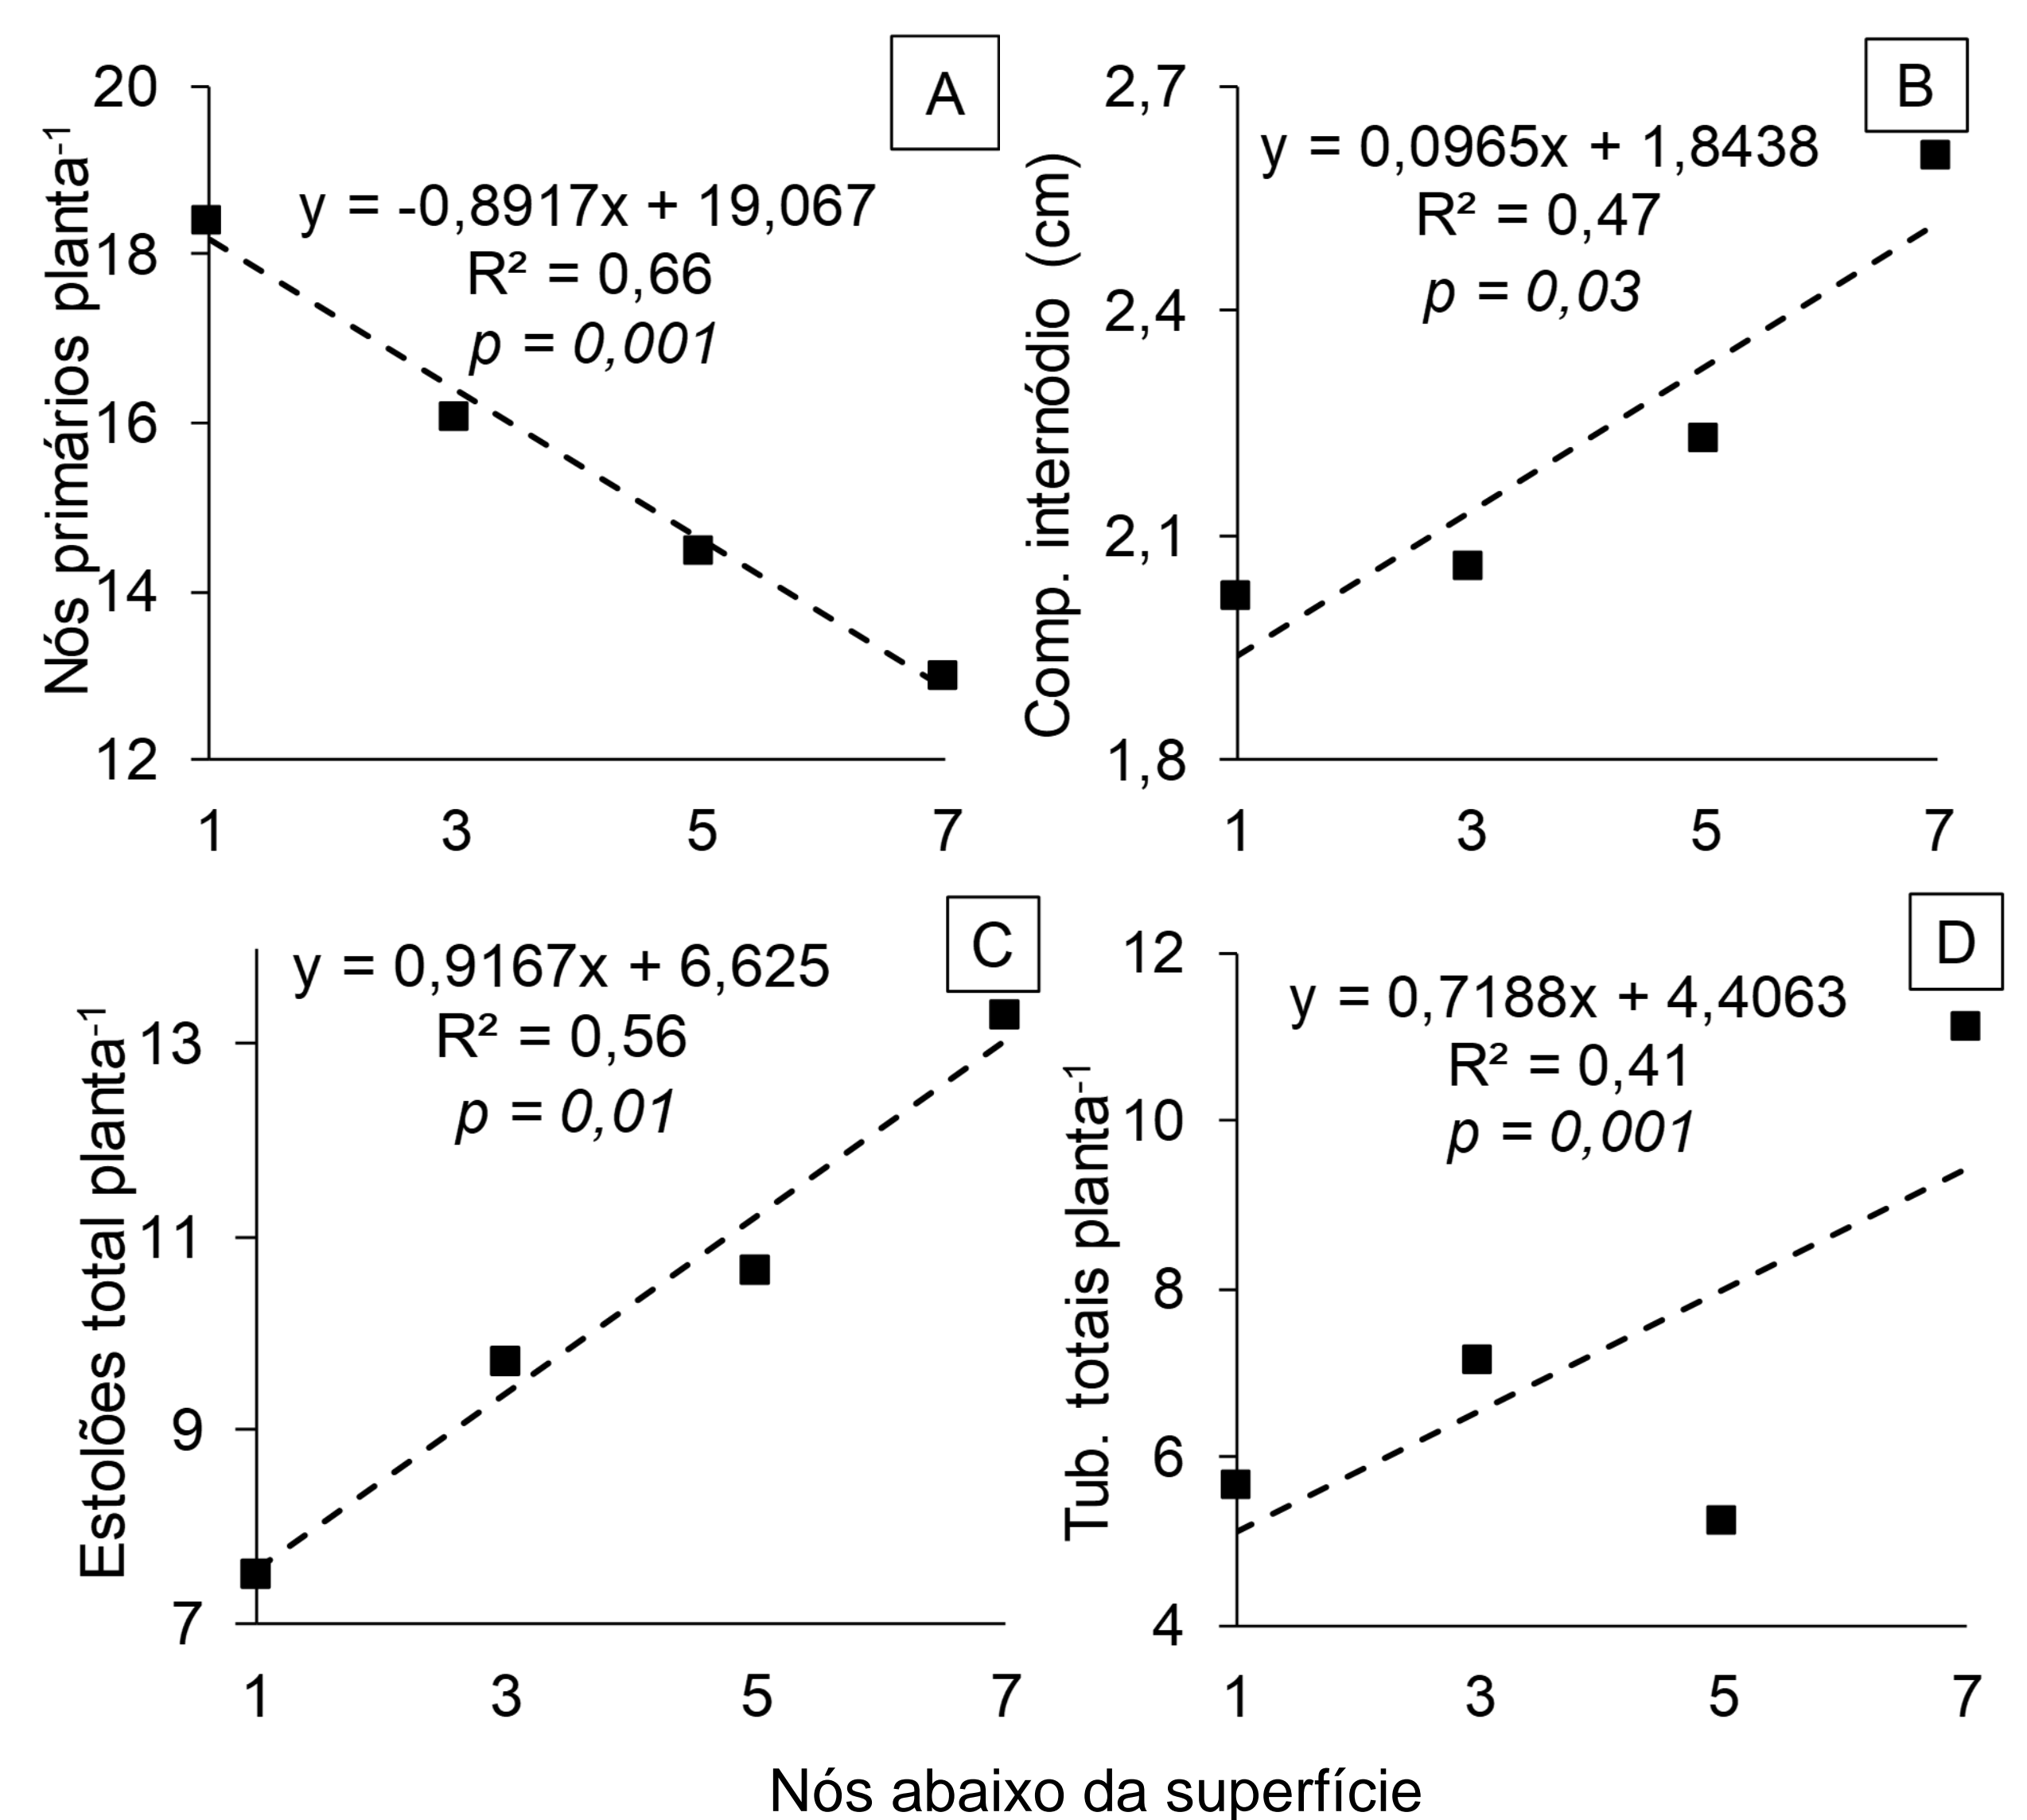 A
20
18
16
14
12
Nós primários planta-1
y = -0,8917x + 19,067
R² = 0,66
p = 0,001
1 3 5 7
B
2,7
2,4
2,1
1,8
Comp. internódio (cm)
y = 0,0965x + 1,8438
R² = 0,47
p = 0,03
1 3 5 7
C
13
11
9
7
Estolões total planta-1
y = 0,9167x + 6,625
R² = 0,56
p = 0,01
1 3 5 7
D
12
10
8
6
4
Tub. totais planta-1
y = 0,7188x + 4,4063
R² = 0,41
p = 0,001
1 3 5 7
Nós abaixo da superfície